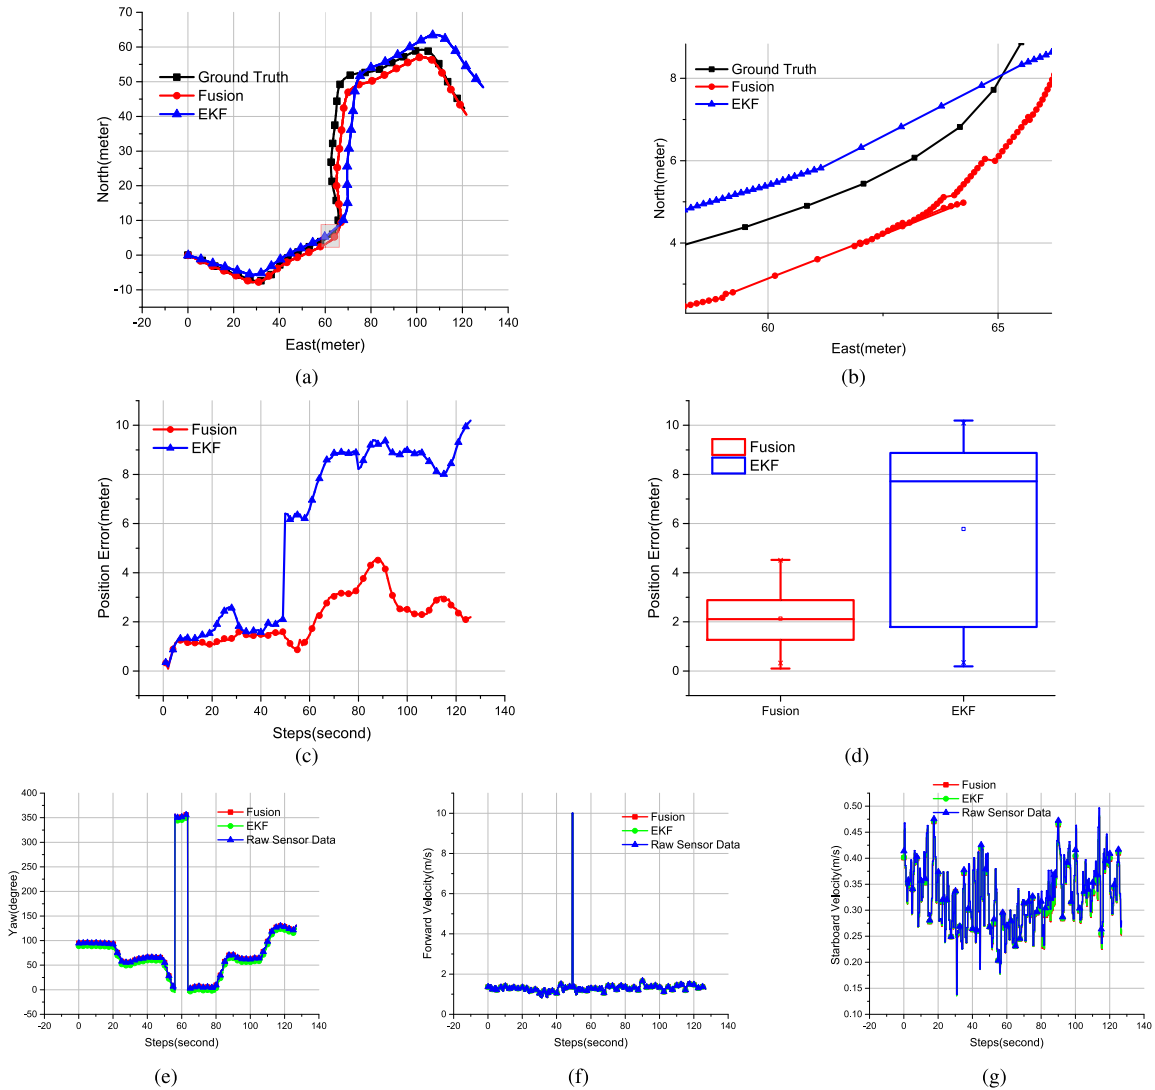 70
60
50
40
30
20
10
0
-10
North(meter)
Ground Truth
Fusion
EKF
-20
0
20
40
60
80
100
120
140
East(meter)
(a)
8
6
4
North(meter)
Ground Truth
Fusion
EKF
60
65
East(meter)
(b)
10
8
6
4
2
0
Position Error(meter)
Fusion
EKF
0
20
40
60
80
100
120
140
Steps(second)
(c)
10
8
6
4
2
0
Position Error(meter)
Fusion
EKF
Fusion
EKF
(d)
400
350
300
250
200
150
100
50
0
-50
Yaw(degree)
Fusion
EKF
Raw Sensor Data
-20
0
20
40
60
80
100
120
140
Steps(second)
(e)
10
8
6
4
2
0
Forward Velocity(m/s)
Fusion
EKF
Raw Sensor Data
-20
0
20
40
60
80
100
120
140
Steps(second)
(f)
0.50
0.45
0.40
0.35
0.30
0.25
0.20
0.15
0.10
Starboard Velocity(m/s)
Fusion
EKF
Raw Sensor Data
-20
0
20
40
60
80
100
120
140
Steps(second)
(g)